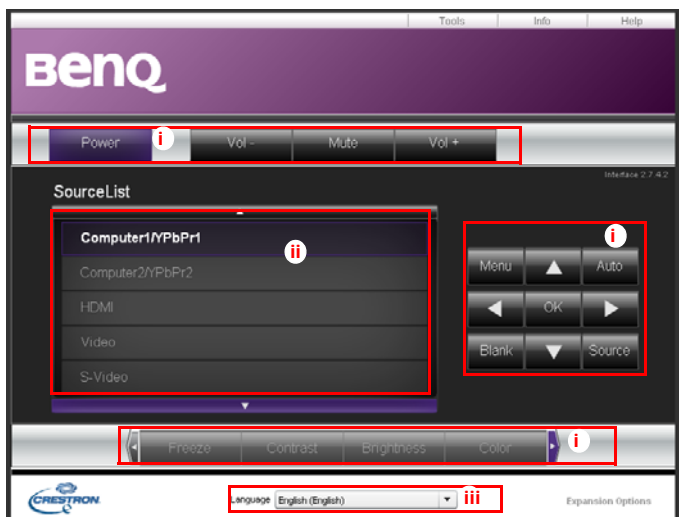 Tools Info Help
BenQ
Power i Vol - Mute Vol +
Interface 2.7.4.2
SourceList
Computer1/YPbPr1
ii
Computer2/YPbPr2
HDMI
Video
S-Video
i
Menu Auto
OK
Blank Source
Freeze Contrast Brightness Color i
CRESTRON
Language English (English) iii
Expansion Options